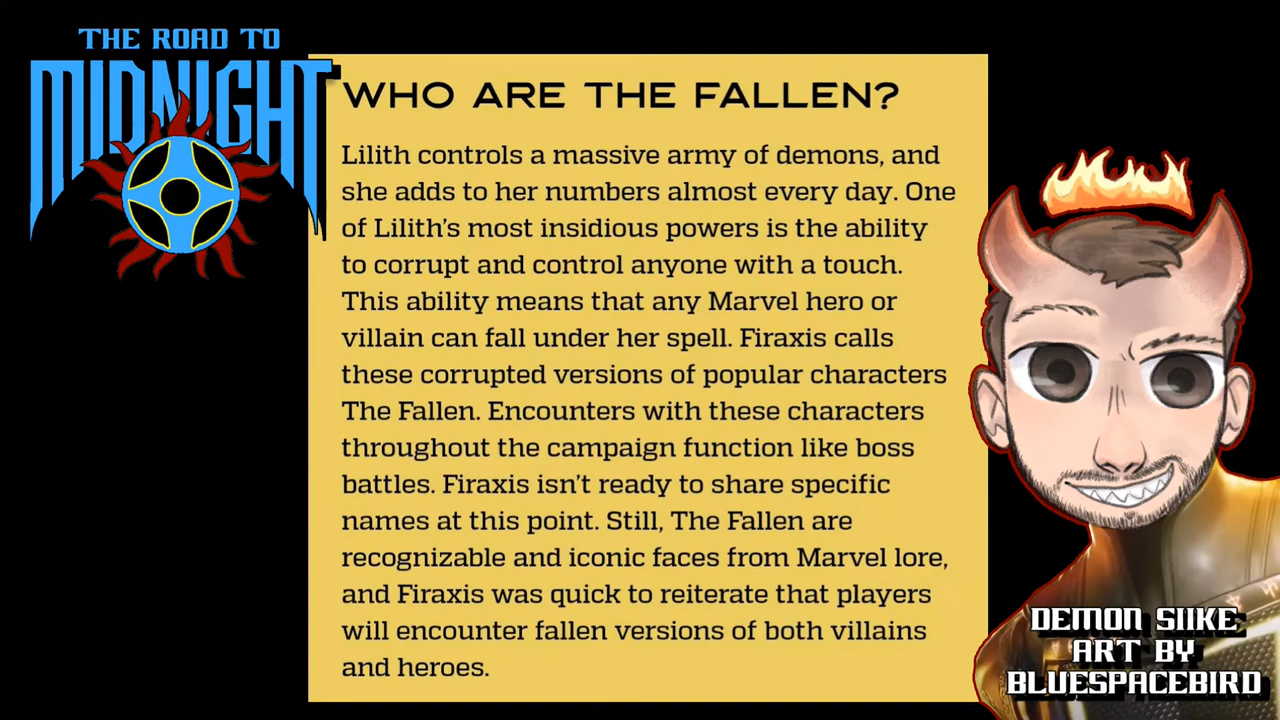 THE ROAD TO
MIDNIGHT
WHO ARE THE FALLEN?
Lilith controls a massive army of demons, and
she adds to her numbers almost every day. One
of Lilith's most insidious powers is the ability
to corrupt and control anyone with a touch.
This ability means that any Marvel hero or
villain can fall under her spell. Firaxis calls
these corrupted versions of popular characters
The Fallen. Encounters with these characters
throughout the campaign function like boss
battles. Firaxis isn't ready to share specific
names at this point. Still, The Fallen are
recognizable and iconic faces from Marvel lore,
and Firaxis was quick to reiterate that players
will encounter fallen versions of both villains
and heroes.
DEMON SIIKE
ART BY
BLUESPACEBIRD